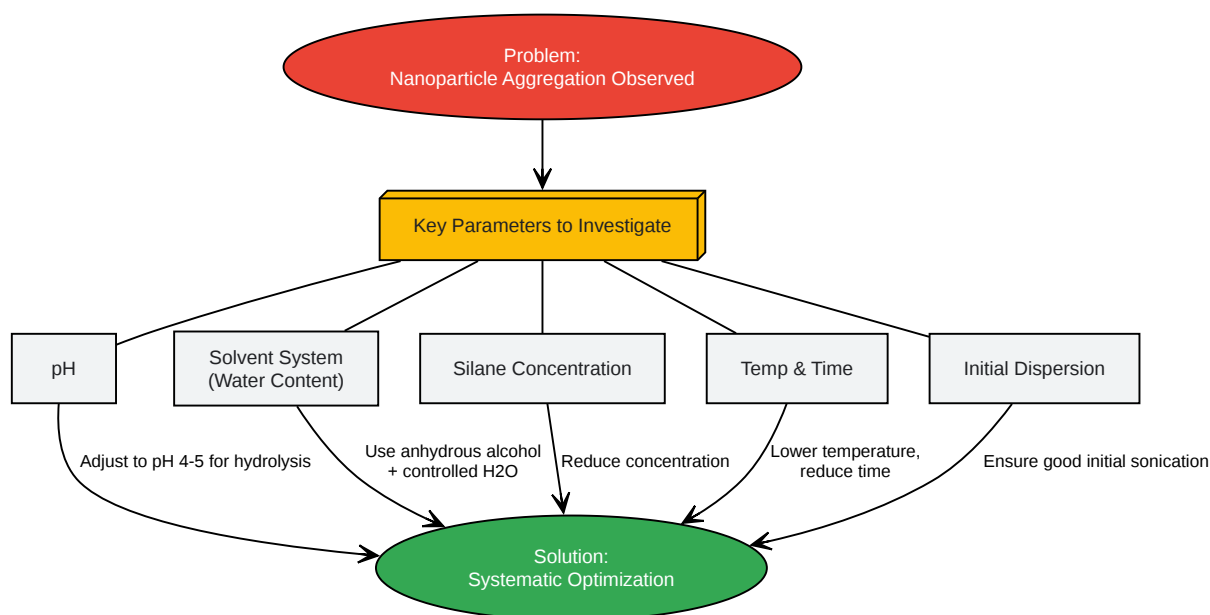 Problem:
Nanoparticle Aggregation Observed
Key Parameters to Investigate
pH
Solvent System
(Water Content)
Silane Concentration
Temp & Time
Initial Dispersion
Adjust to pH 4-5 for hydrolysis
Use anhydrous alcohol
+ controlled H2O
Reduce concentration
Lower temperature,
reduce time
Ensure good initial sonication
Solution:
Systematic Optimization